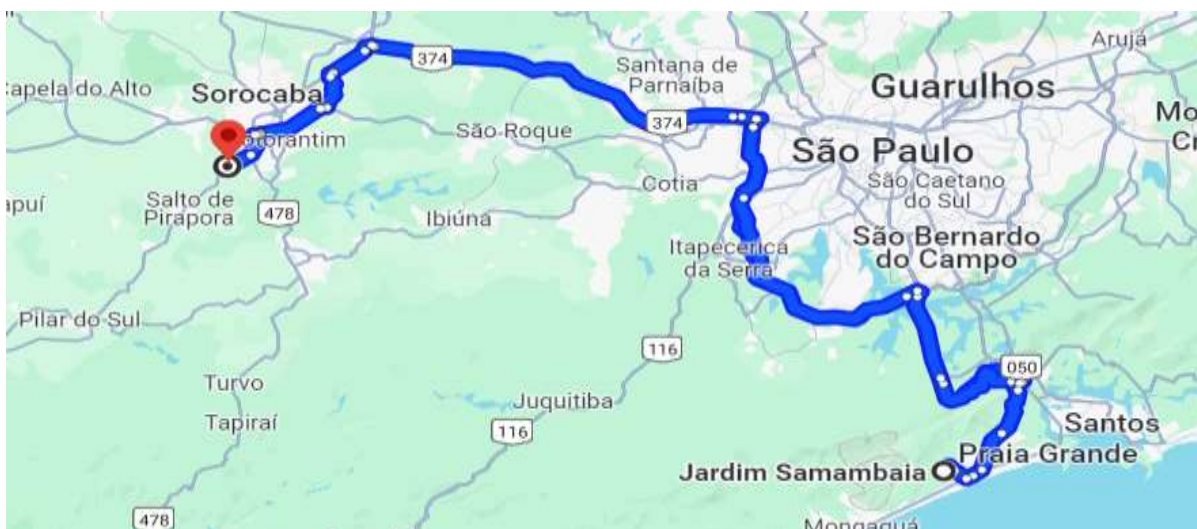 Arujá
Guarulhos
374
Santana de
Parnaíba
Capela do Alto
Sorocaba
374
São Roque
São Paulo
Cotia
São Caetano
do Sul
Salto de
Pirapora
478
Ibiúna
São Bernardo
do Campo
Itapecerica
da Serra
Pilar do Sul
116
050
Turvo
Juquitiba
Tapiraí
116
Santos
Praia Grande
Jardim Samambaia
478
Mongaguá